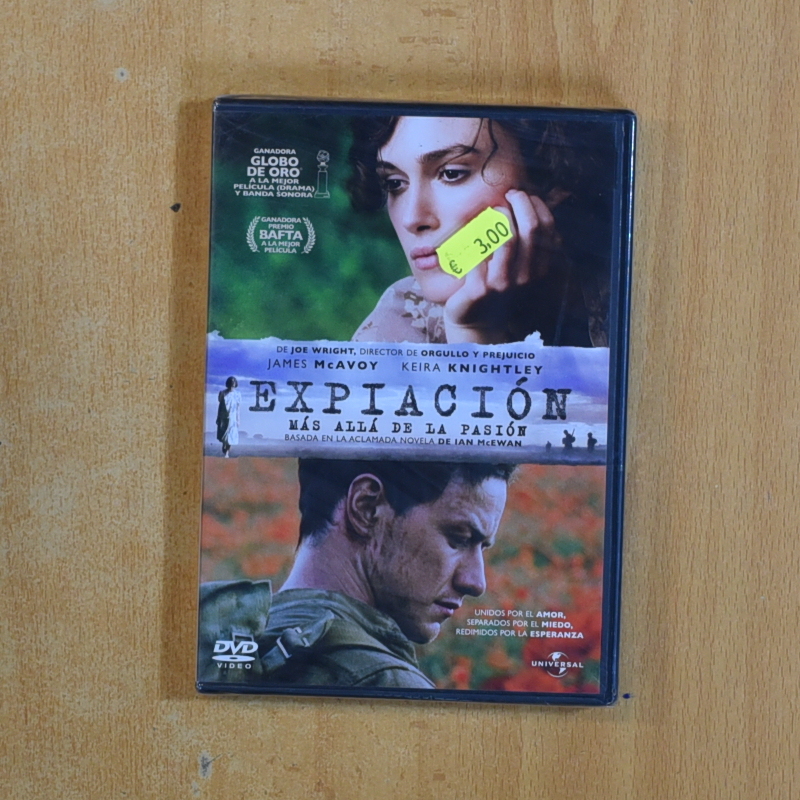 GANADORA
GLOBO
DE ORO
A LA MEJOR
PELÍCULA (DRAMA)
Y BANDA SONORA
GANADORA
PREMIO
BAFTA
A LA MEJOR
PELÍCULA
€ 3,00
DE JOE WRIGHT, DIRECTOR DE ORGULLO Y PREJUICIO
JAMES McAVOY KEIRA KNIGHTLEY
EXPIACIÓN
MÁS ALLÁ DE LA PASIÓN
BASADA EN LA ACLAMADA NOVELA DE IAN McEWAN
UNIDOS POR EL AMOR,
SEPARADOS POR EL MIEDO,
REDIMIDOS POR LA ESPERANZA
DVD
VIDEO
UNIVERSAL